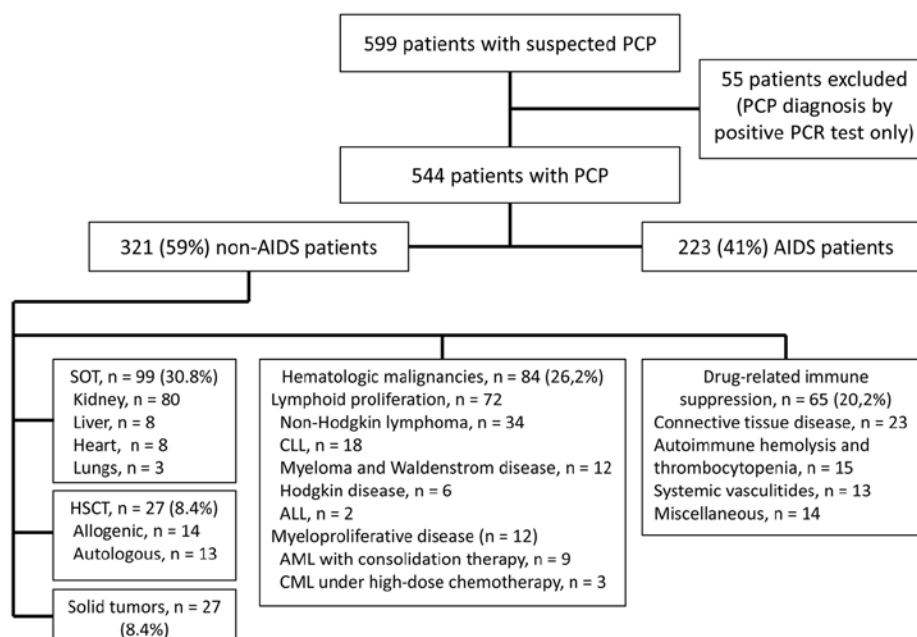 599 patients with suspected PCP
55 patients excluded
(PCP diagnosis by
positive PCR test only)
544 patients with PCP
321 (59%) non-AIDS patients
223 (41%) AIDS patients
SOT, n = 99 (30.8%)
Kidney, n = 80
Liver, n = 8
Heart, n = 8
Lungs, n = 3
HSCT, n = 27 (8.4%)
Allogenic, n = 14
Autologous, n = 13
Solid tumors, n = 27
(8.4%)
Hematologic malignancies, n = 84 (26,2%)
Lymphoid proliferation, n = 72
Non-Hodgkin lymphoma, n = 34
CLL, n = 18
Myeloma and Waldenstrom disease, n = 12
Hodgkin disease, n = 6
ALL, n = 2
Myeloproliferative disease (n = 12)
AML with consolidation therapy, n = 9
CML under high-dose chemotherapy, n = 3
Drug-related immune
suppression, n = 65 (20,2%)
Connective tissue disease, n = 23
Autoimmune hemolysis and
thrombocytopenia, n = 15
Systemic vasculitides, n = 13
Miscellaneous, n = 14